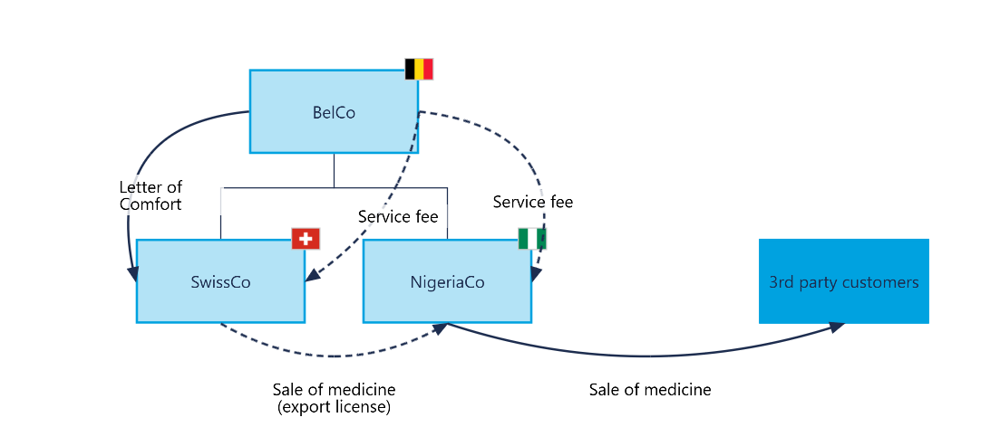 BelCo
Letter of
Comfort
Service fee
Service fee
SwissCo
NigeriaCo
3rd party customers
Sale of medicine
(export license)
Sale of medicine